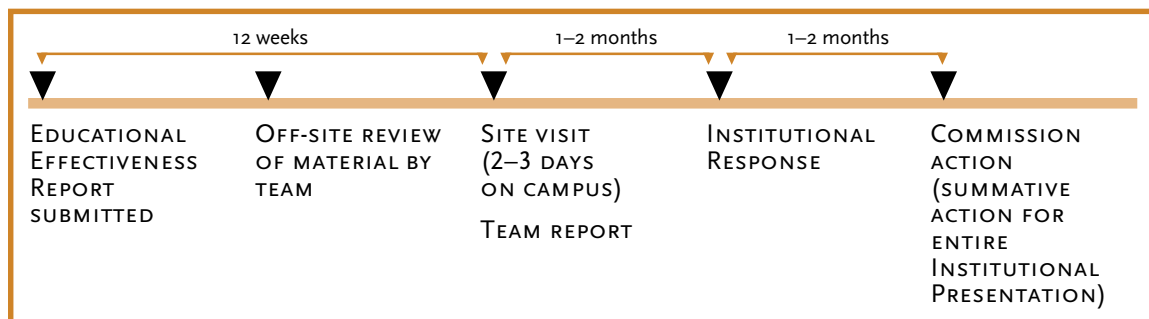 12 weeks
1–2 months
1–2 months
Educational
Effectiveness
Report
submitted
Off-site review
of material by
team
Site visit
(2–3 days
on campus)
Team report
Institutional
Response
Commission
action
(summative
action for
entire
Institutional
Presentation)